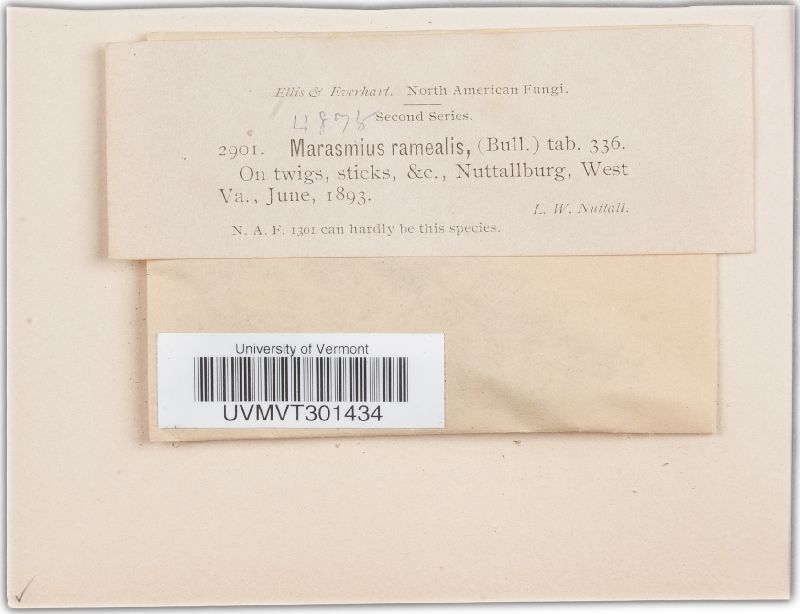 Ellis & Everhart. North American Fungi.
Second Series.
2901. Marasmius ramealis, (Bull.) tab. 336.
On twigs, sticks, &c., Nuttallburg, West
Va., June, 1893.
L. W. Nuttall.
N. A. F. 1301 can hardly be this species.
University of Vermont
UVMVT301434